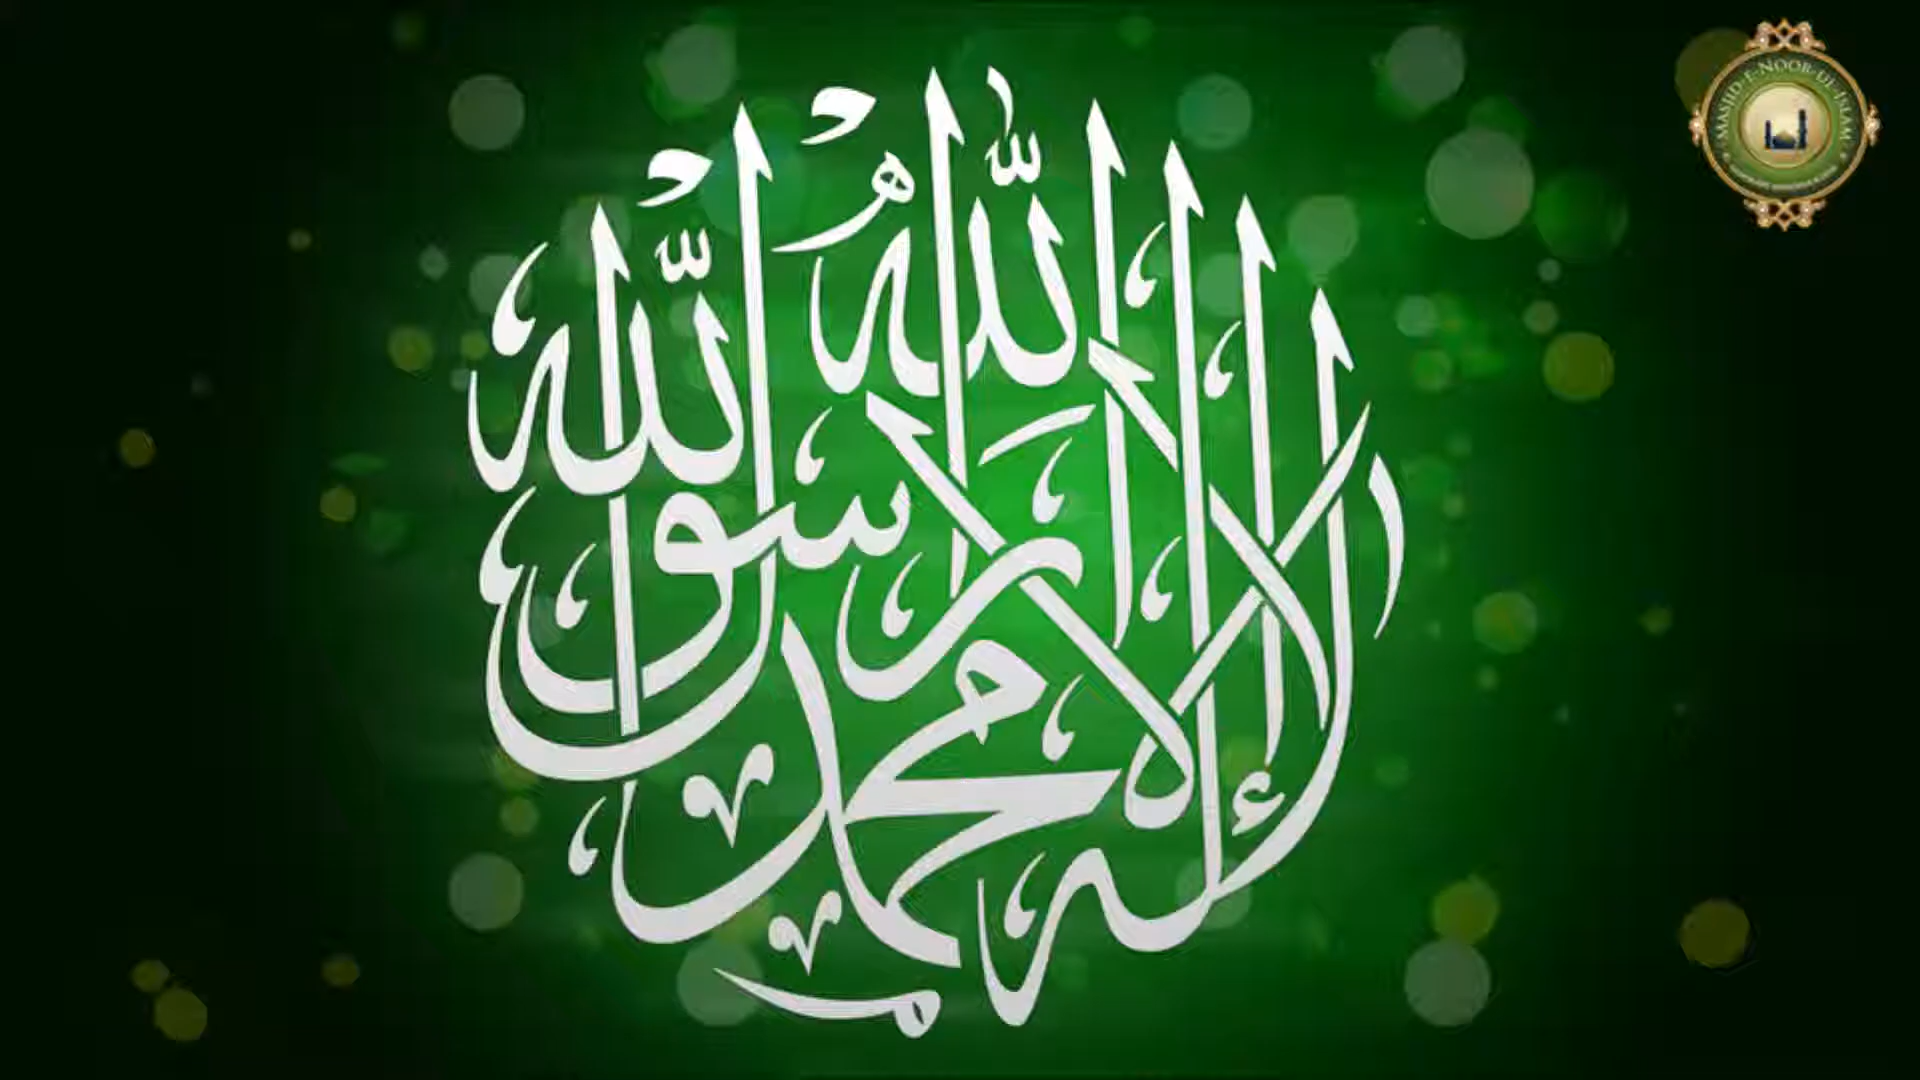 لا إله إلا الله محمد رسول الله
MASJID-E-NOOR-UL-ISLAM